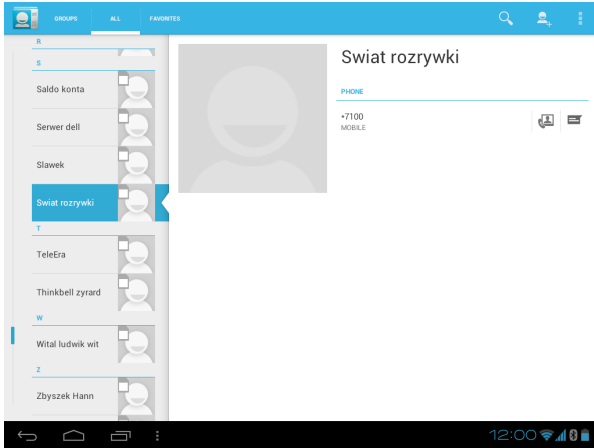 GROUPS
ALL
FAVORITES
R
S
Saldo konta
Serwer dell
Slawek
Swiat rozrywki
T
TeleEra
Thinkbell zyrard
W
Wital ludwik wit
Z
Zbyszek Hann
Swiat rozrywki
PHONE
*7100
MOBILE
12:00